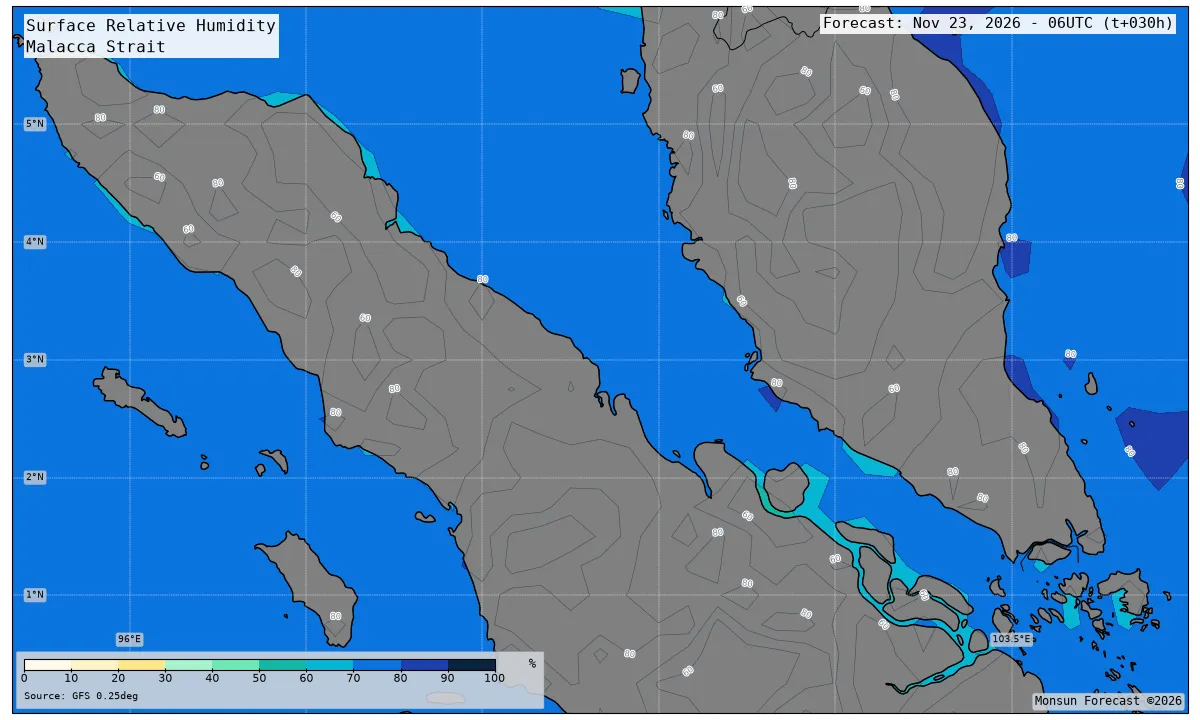 Surface Relative Humidity
Malacca Strait
Forecast: Nov 23, 2026 - 06UTC (t+030h)
5°N
4°N
3°N
2°N
1°N
96°E
103.5°E
0 10 20 30 40 50 60 70 80 90 100
%
Source: GFS 0.25deg
Monsun Forecast ©2026